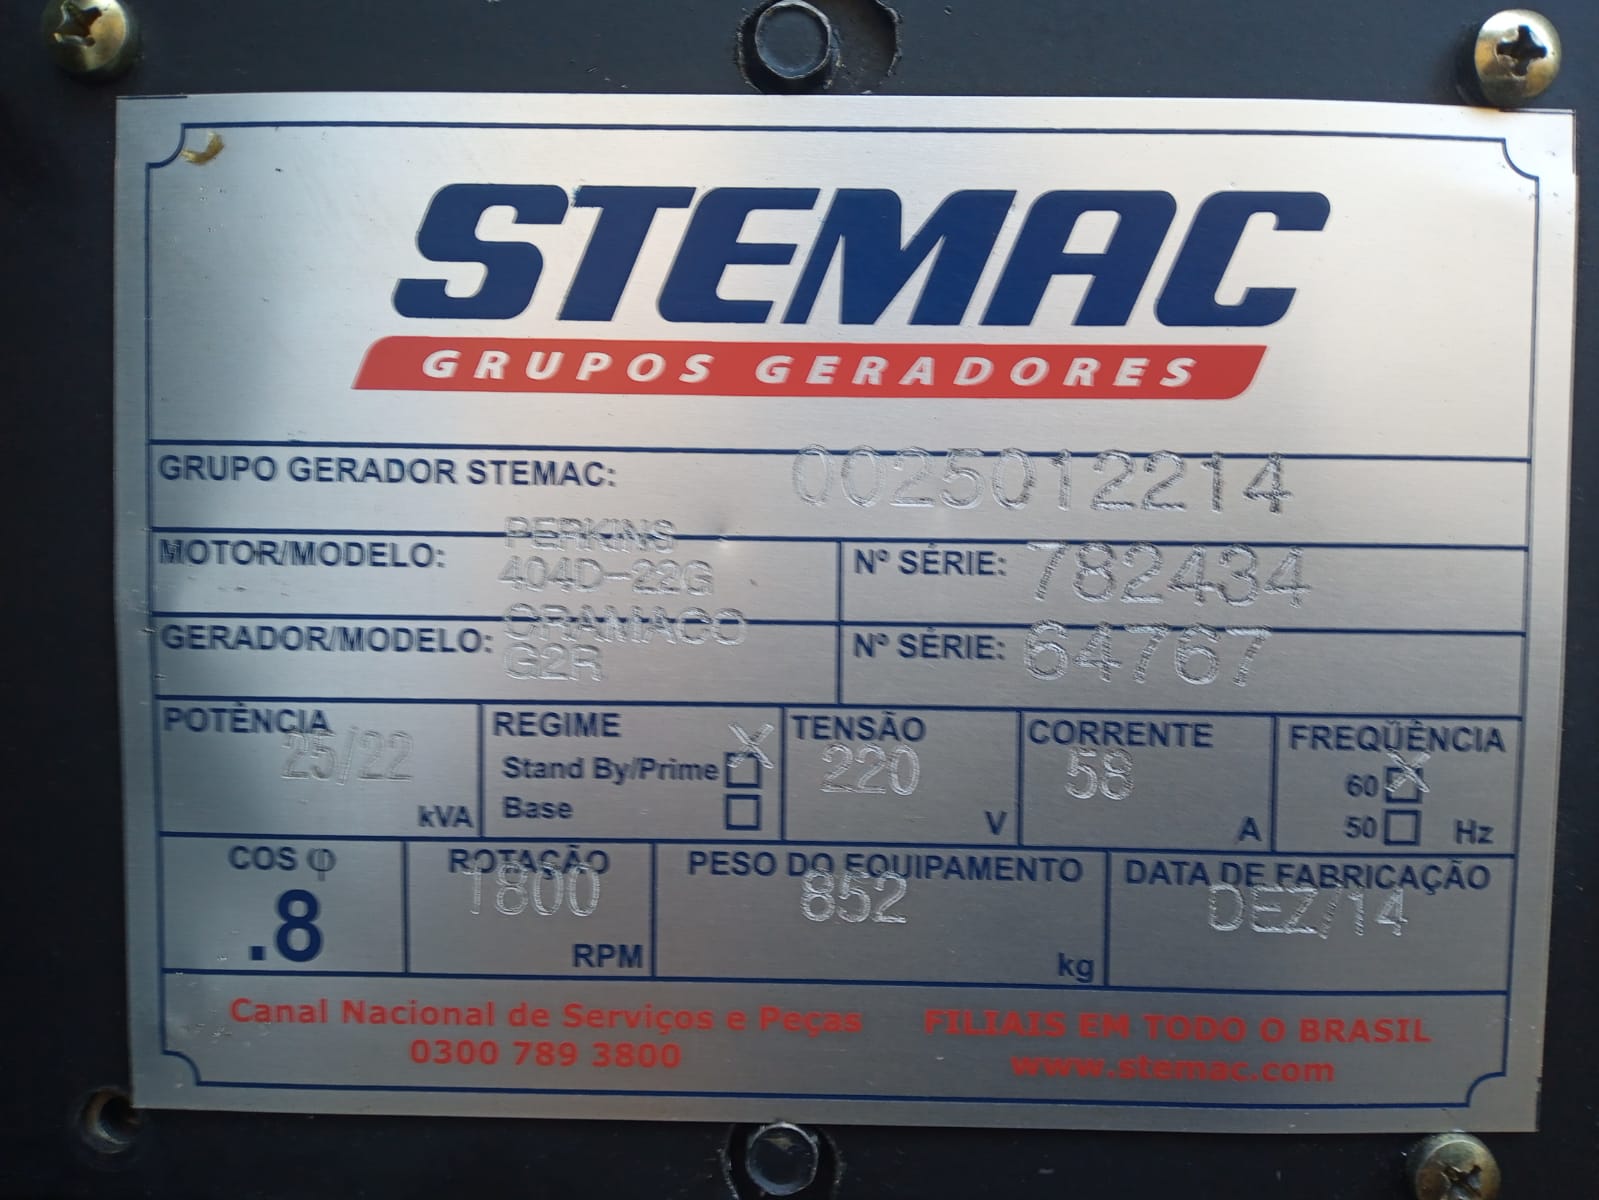 STEMAC
GRUPOS GERADORES
GRUPO GERADOR STEMAC: 0025012214
MOTOR/MODELO: PERKINS 404D-22G Nº SÉRIE: 782434
GERADOR/MODELO: CRAMACO G2R Nº SÉRIE: 64767
POTÊNCIA 25/22 kVA
REGIME
Stand By/Prime X
Base
TENSÃO 220 V
CORRENTE 58 A
FREQÜÊNCIA
60 X
50 Hz
COS φ .8
ROTAÇÃO 1800 RPM
PESO DO EQUIPAMENTO 852 kg
DATA DE FABRICAÇÃO DEZ/14
Canal Nacional de Serviços e Peças
0300 789 3800
FILIAIS EM TODO O BRASIL
www.stemac.com